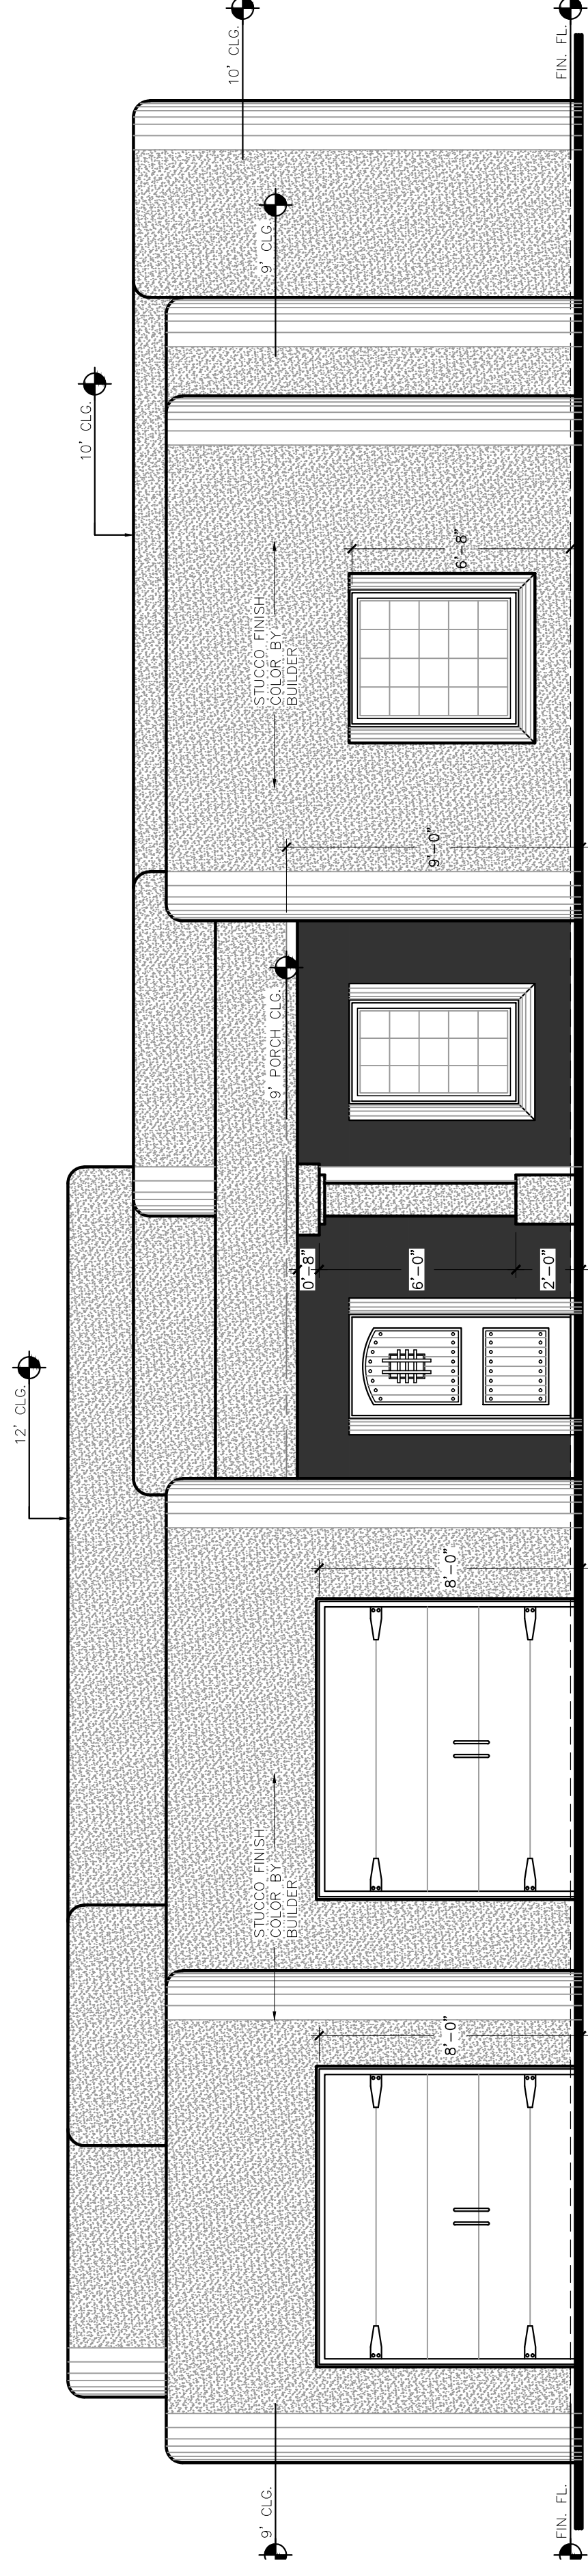 12' CLG.
10' CLG.
10' CLG.
9' CLG.
9' CLG.
9' PORCH CLG.
STUCCO FINISH
COLOR BY
BUILDER
STUCCO FINISH
COLOR BY
BUILDER
8'-0"
8'-0"
0'-8"
6'-0"
2'-0"
9'-0"
6'-8"
FIN. FL.
FIN. FL.